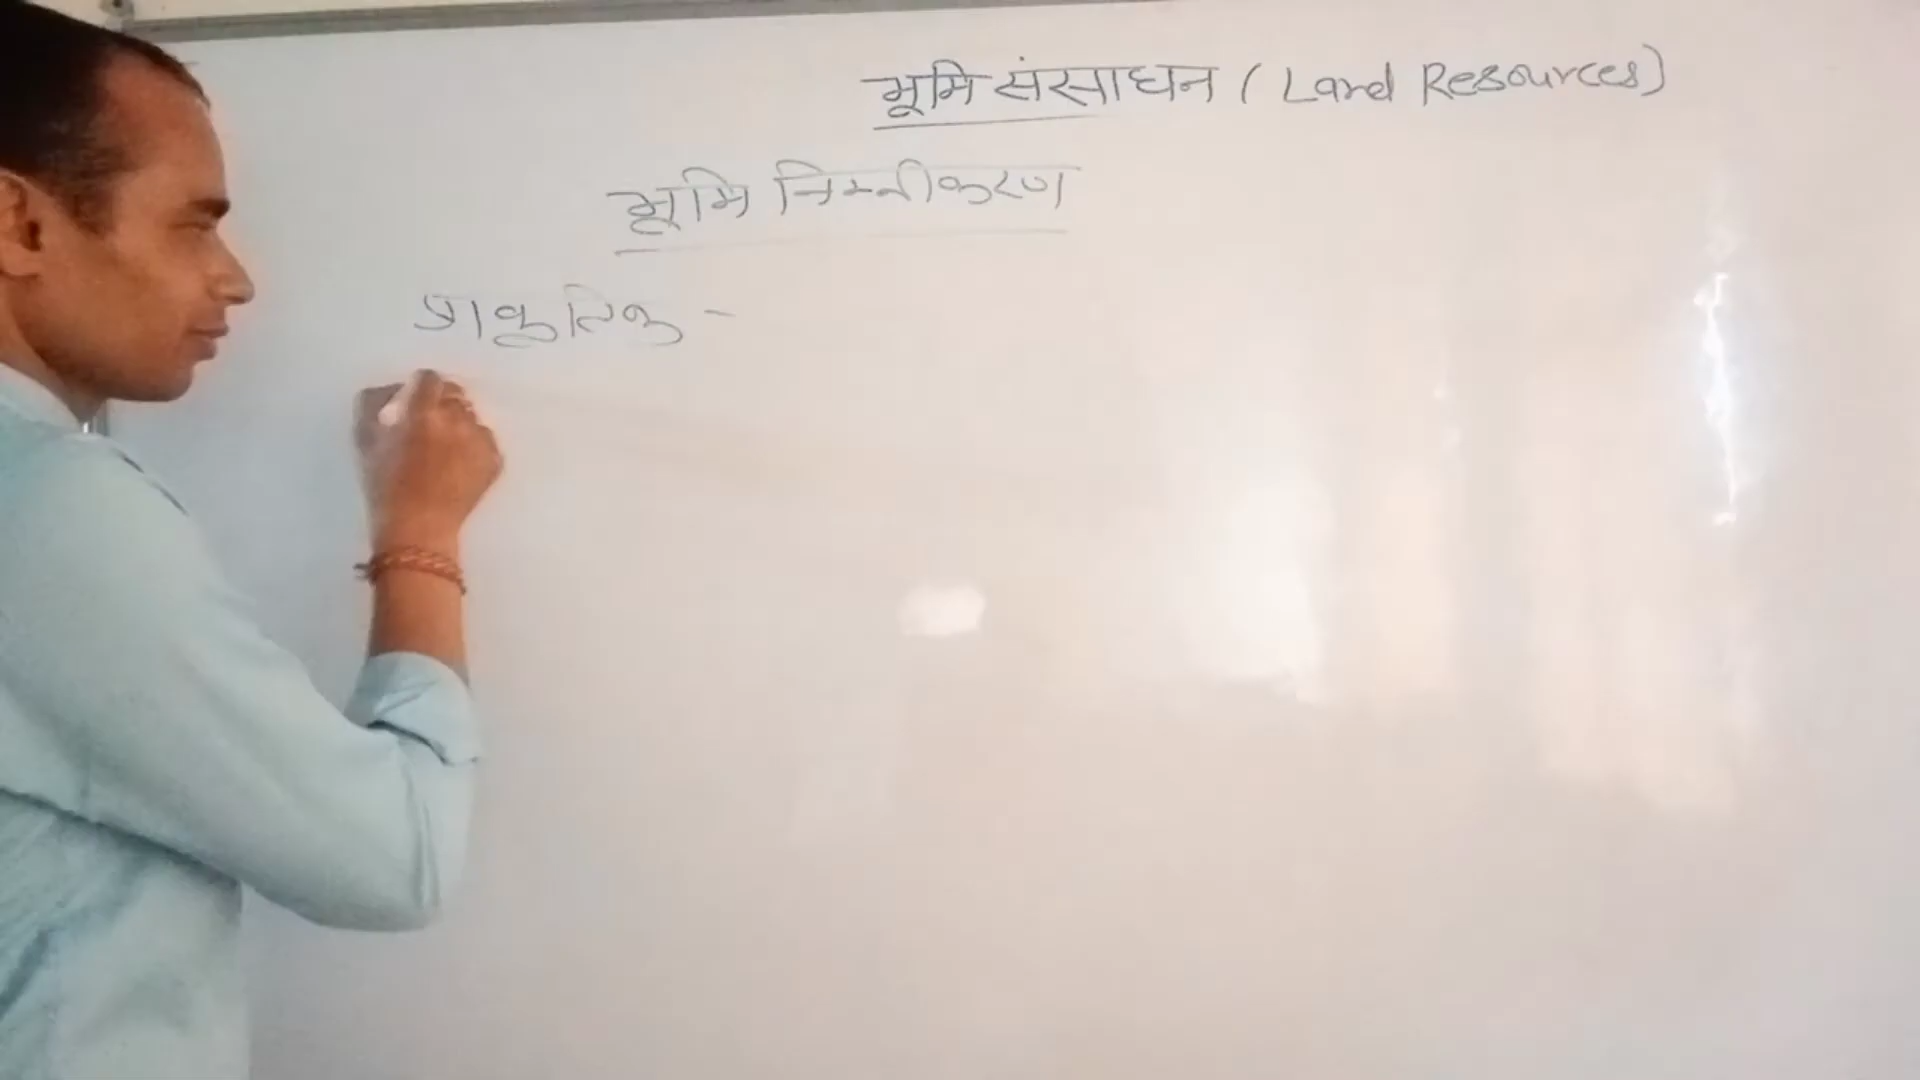 भूमि संसाधन ( Land Resources)
भूमि निम्नीकरण
प्राकृतिक -